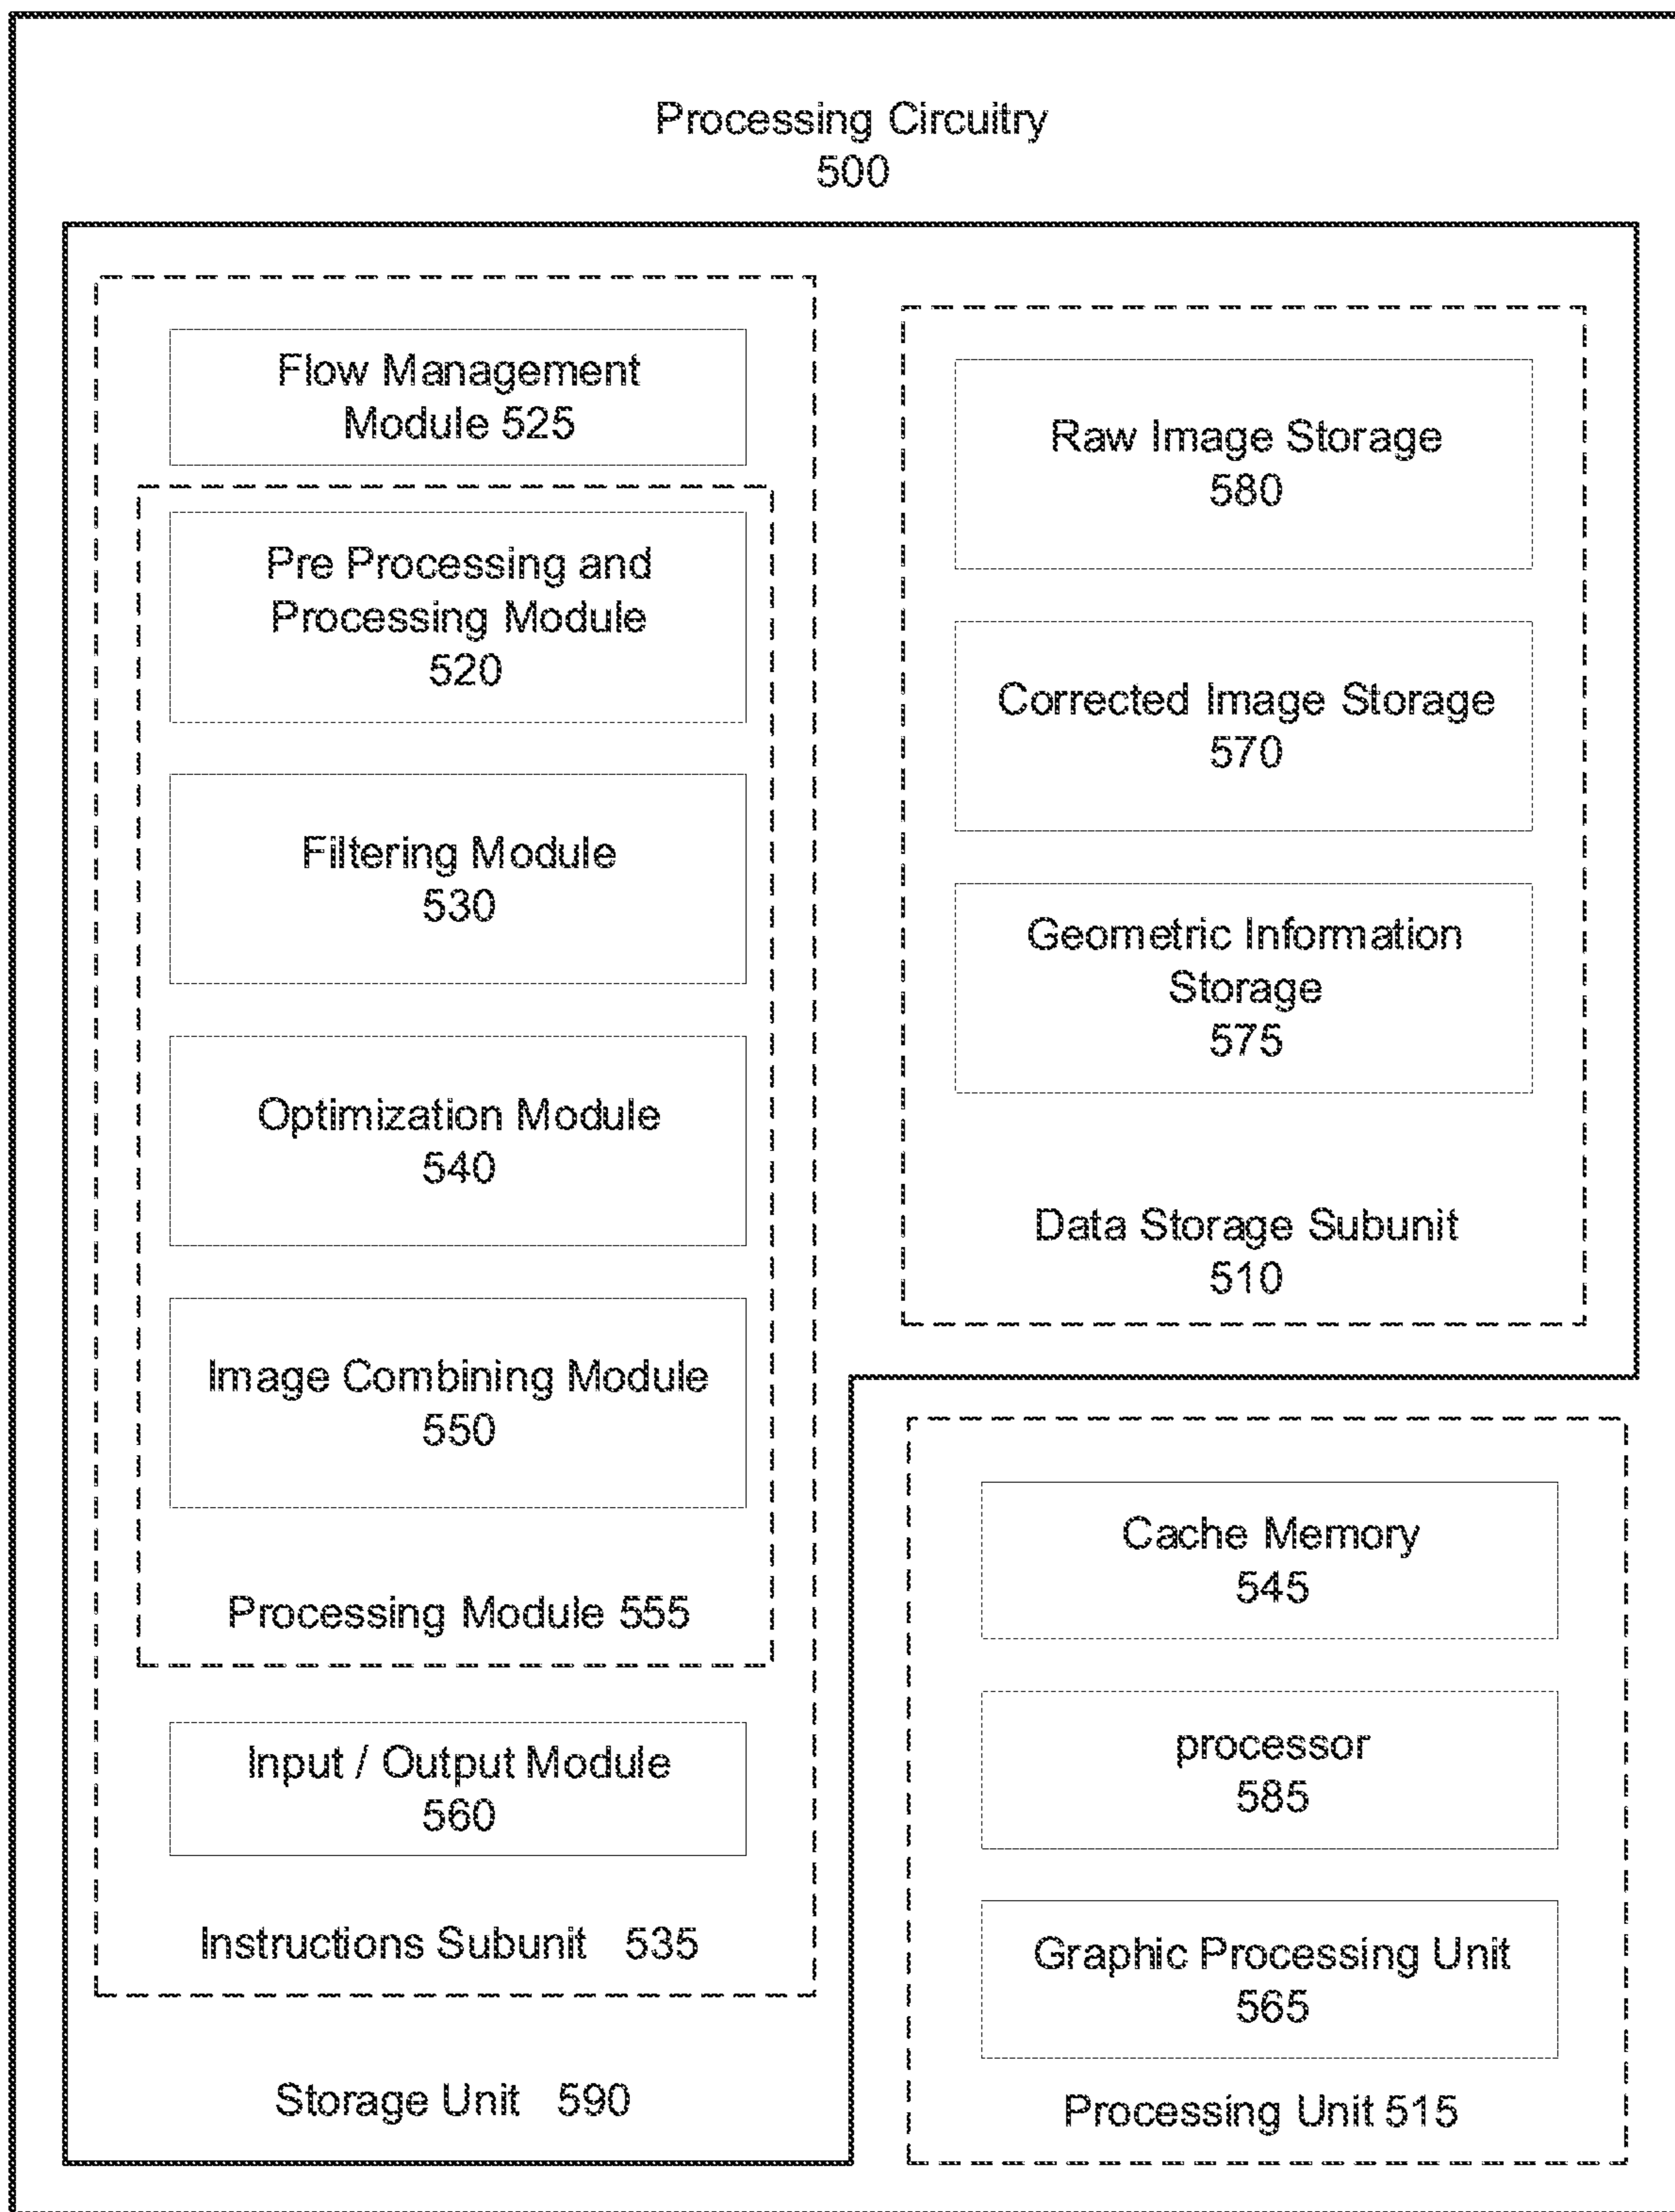 Processing Circuitry
500
Flow Management
Module 525
Pre Processing and
Processing Module
520
Filtering Module
530
Optimization Module
540
Image Combining Module
550
Processing Module 555
Input / Output Module
560
Instructions Subunit 535
Storage Unit 590
Raw Image Storage
580
Corrected Image Storage
570
Geometric Information
Storage
575
Data Storage Subunit
510
Cache Memory
545
processor
585
Graphic Processing Unit
565
Processing Unit 515